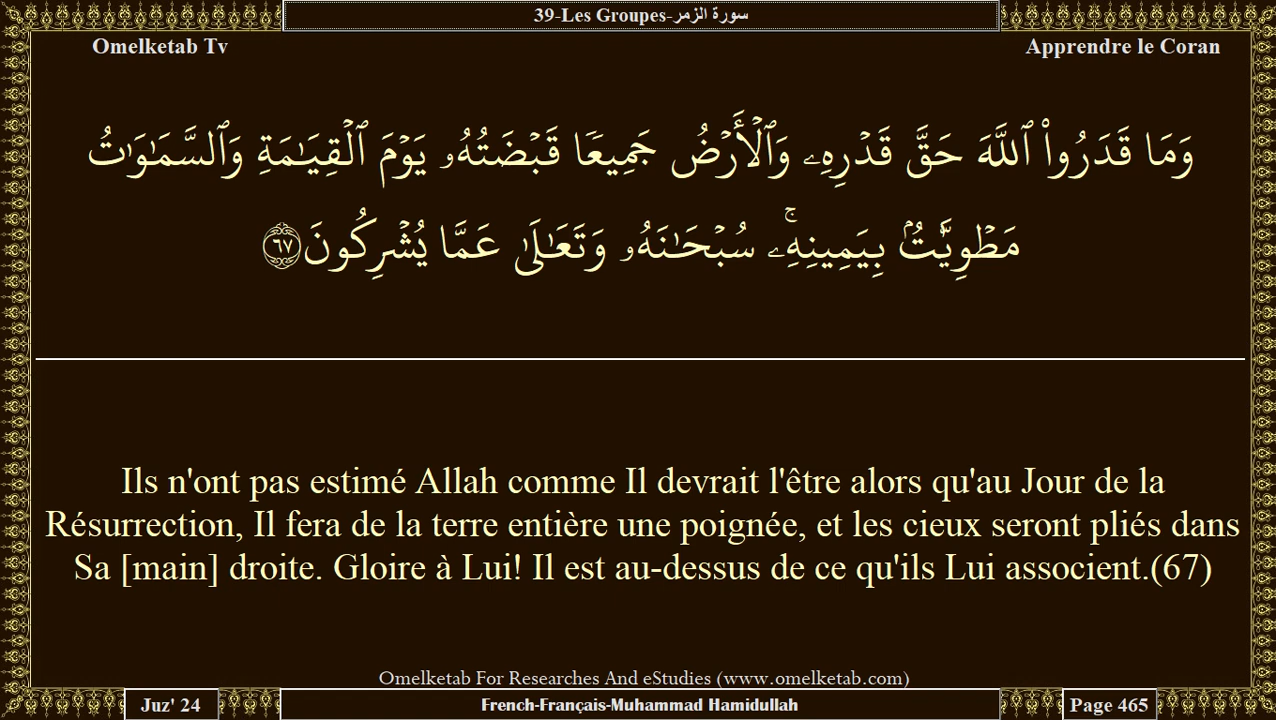 39-Les Groupes-سورة الزمر
Omelketab Tv
Apprendre le Coran
وَمَا قَدَرُوا۟ ٱللَّهَ حَقَّ قَدْرِهِۦ وَٱلْأَرْضُ جَمِيعًا قَبْضَتُهُۥ يَوْمَ ٱلْقِيَـٰمَةِ وَٱلسَّمَـٰوَٰتُ
مَطْوِيَّـٰتٌۢ بِيَمِينِهِۦ ۚ سُبْحَـٰنَهُۥ وَتَعَـٰلَىٰ عَمَّا يُشْرِكُونَ ٦٧
Ils n'ont pas estimé Allah comme Il devrait l'être alors qu'au Jour de la
Résurrection, Il fera de la terre entière une poignée, et les cieux seront pliés dans
Sa [main] droite. Gloire à Lui! Il est au-dessus de ce qu'ils Lui associent.(67)
Omelketab For Researches And eStudies (www.omelketab.com)
Juz' 24
French-Français-Muhammad Hamidullah
Page 465